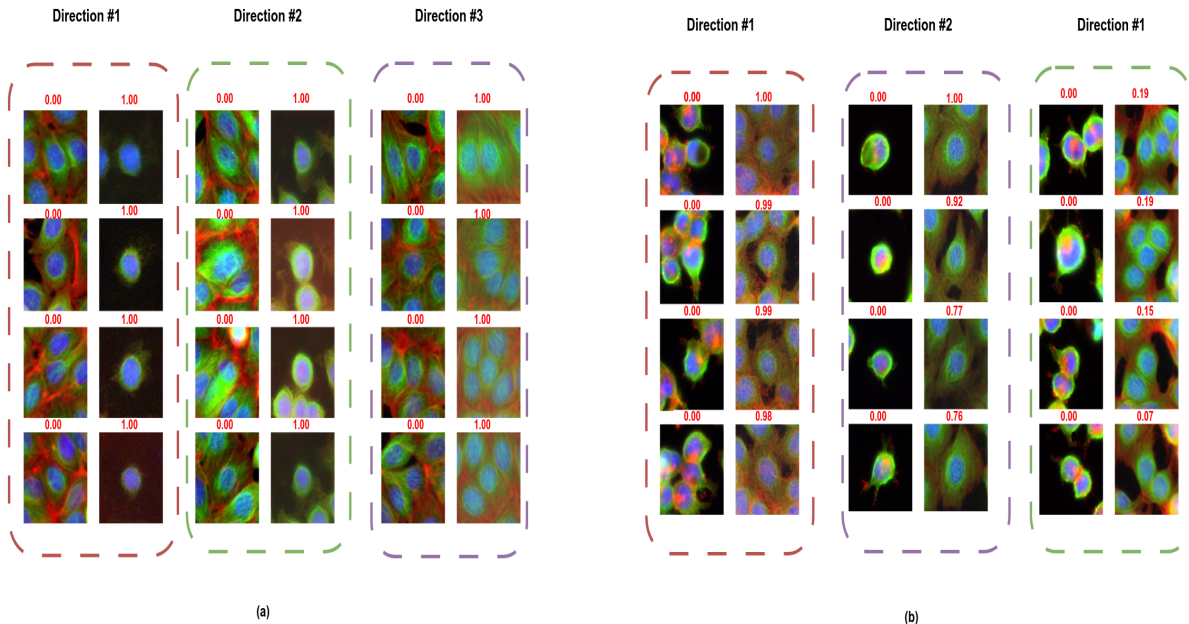 Direction #1 Direction #2 Direction #3
0.00 1.00 0.00 1.00 0.00 1.00
0.00 1.00 0.00 1.00 0.00 1.00
0.00 1.00 0.00 1.00 0.00 1.00
0.00 1.00 0.00 1.00 0.00 1.00
(a)
Direction #1 Direction #2 Direction #1
0.00 1.00 0.00 1.00 0.00 0.19
0.00 0.99 0.00 0.92 0.00 0.19
0.00 0.99 0.00 0.77 0.00 0.15
0.00 0.98 0.00 0.76 0.00 0.07
(b)